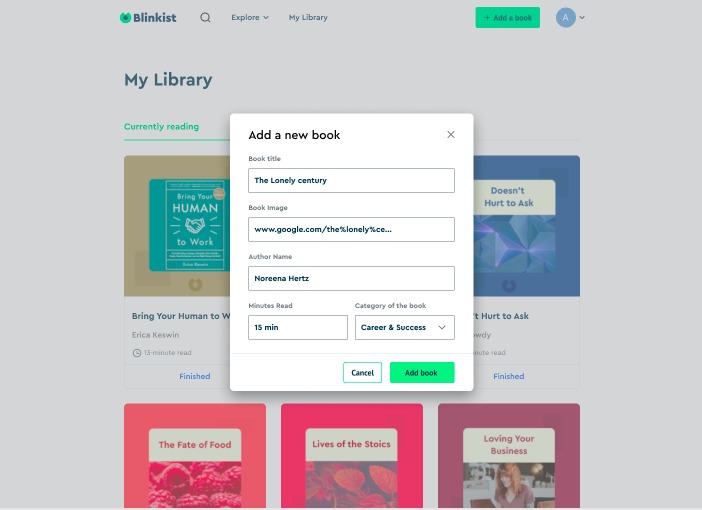 Blinkist
Explore
My Library
+ Add a book
A
My Library
Currently reading
Add a new book
Book title
The Lonely century
Book Image
www.google.com/the%lonely%ce...
Author Name
Noreena Hertz
Minutes Read
Category of the book
15 min
Career & Success
Cancel
Add book
Bring Your
HUMAN
to Work
Erica Keswin
Bring Your Human to W
Erica Keswin
13-minute read
Finished
Doesn't
Hurt to Ask
't Hurt to Ask
owdy
nute read
Finished
The Fate of Food
Lives of the Stoics
Loving Your
Business